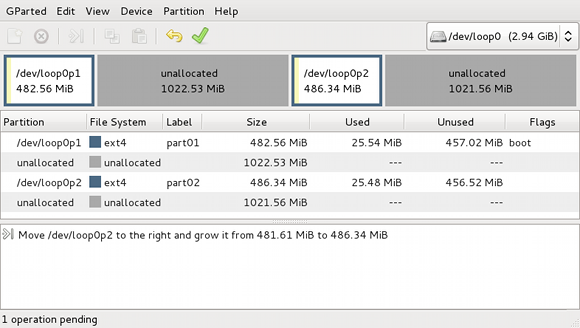 GParted Edit View Device Partition Help
/dev/loop0 (2.94 GiB)
/dev/loop0p1
482.56 MiB
unallocated
1022.53 MiB
/dev/loop0p2
486.34 MiB
unallocated
1021.56 MiB
Partition File System Label Size Used Unused Flags
/dev/loop0p1 ext4 part01 482.56 MiB 25.54 MiB 457.02 MiB boot
unallocated unallocated 1022.53 MiB --- ---
/dev/loop0p2 ext4 part02 486.34 MiB 25.48 MiB 456.52 MiB
unallocated unallocated 1021.56 MiB --- ---
Move /dev/loop0p2 to the right and grow it from 481.61 MiB to 486.34 MiB
1 operation pending